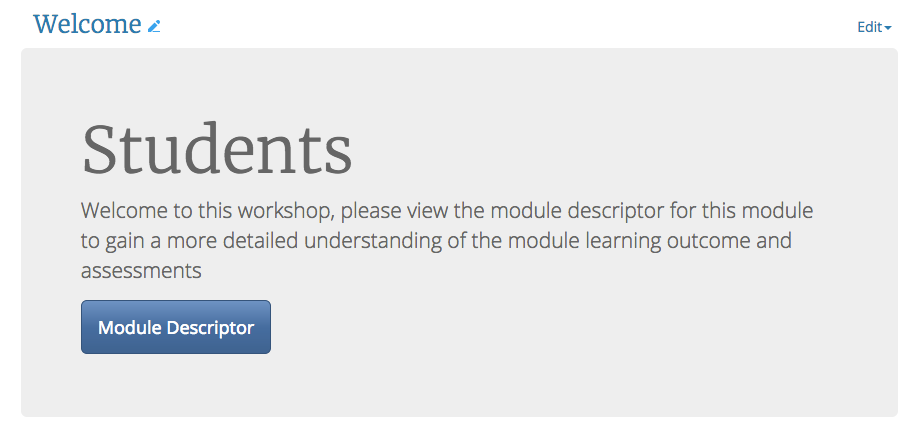 Welcome
Edit
Students
Welcome to this workshop, please view the module descriptor for this module
to gain a more detailed understanding of the module learning outcome and
assessments
Module Descriptor